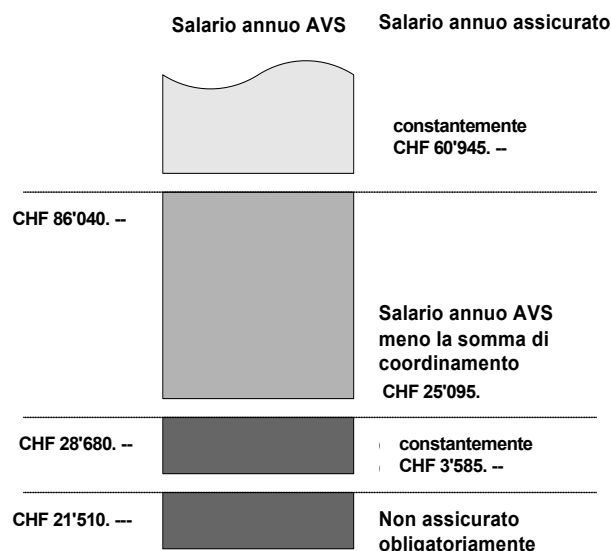 Salario annuo AVS
Salario annuo assicurato
constantemente
CHF 60'945. --
CHF 86'040. --
Salario annuo AVS
meno la somma di
coordinamento
CHF 25'095.
CHF 28'680. --
constantemente
CHF 3'585. --
CHF 21'510. ---
Non assicurato
obligatoriamente